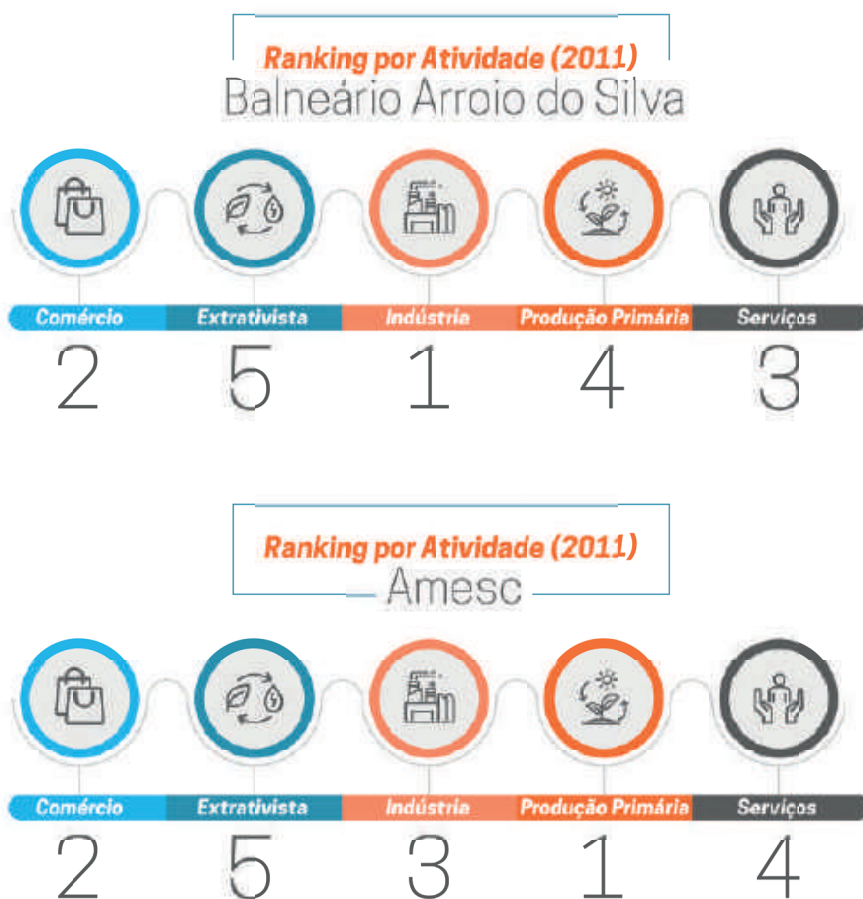 Ranking por Atividade (2011)
Balneário Arroio do Silva
Comércio Extrativista Indústria Produção Primária Serviços
2 5 1 4 3
Ranking por Atividade (2011)
Amesc
Comércio Extrativista Indústria Produção Primária Serviços
2 5 3 1 4